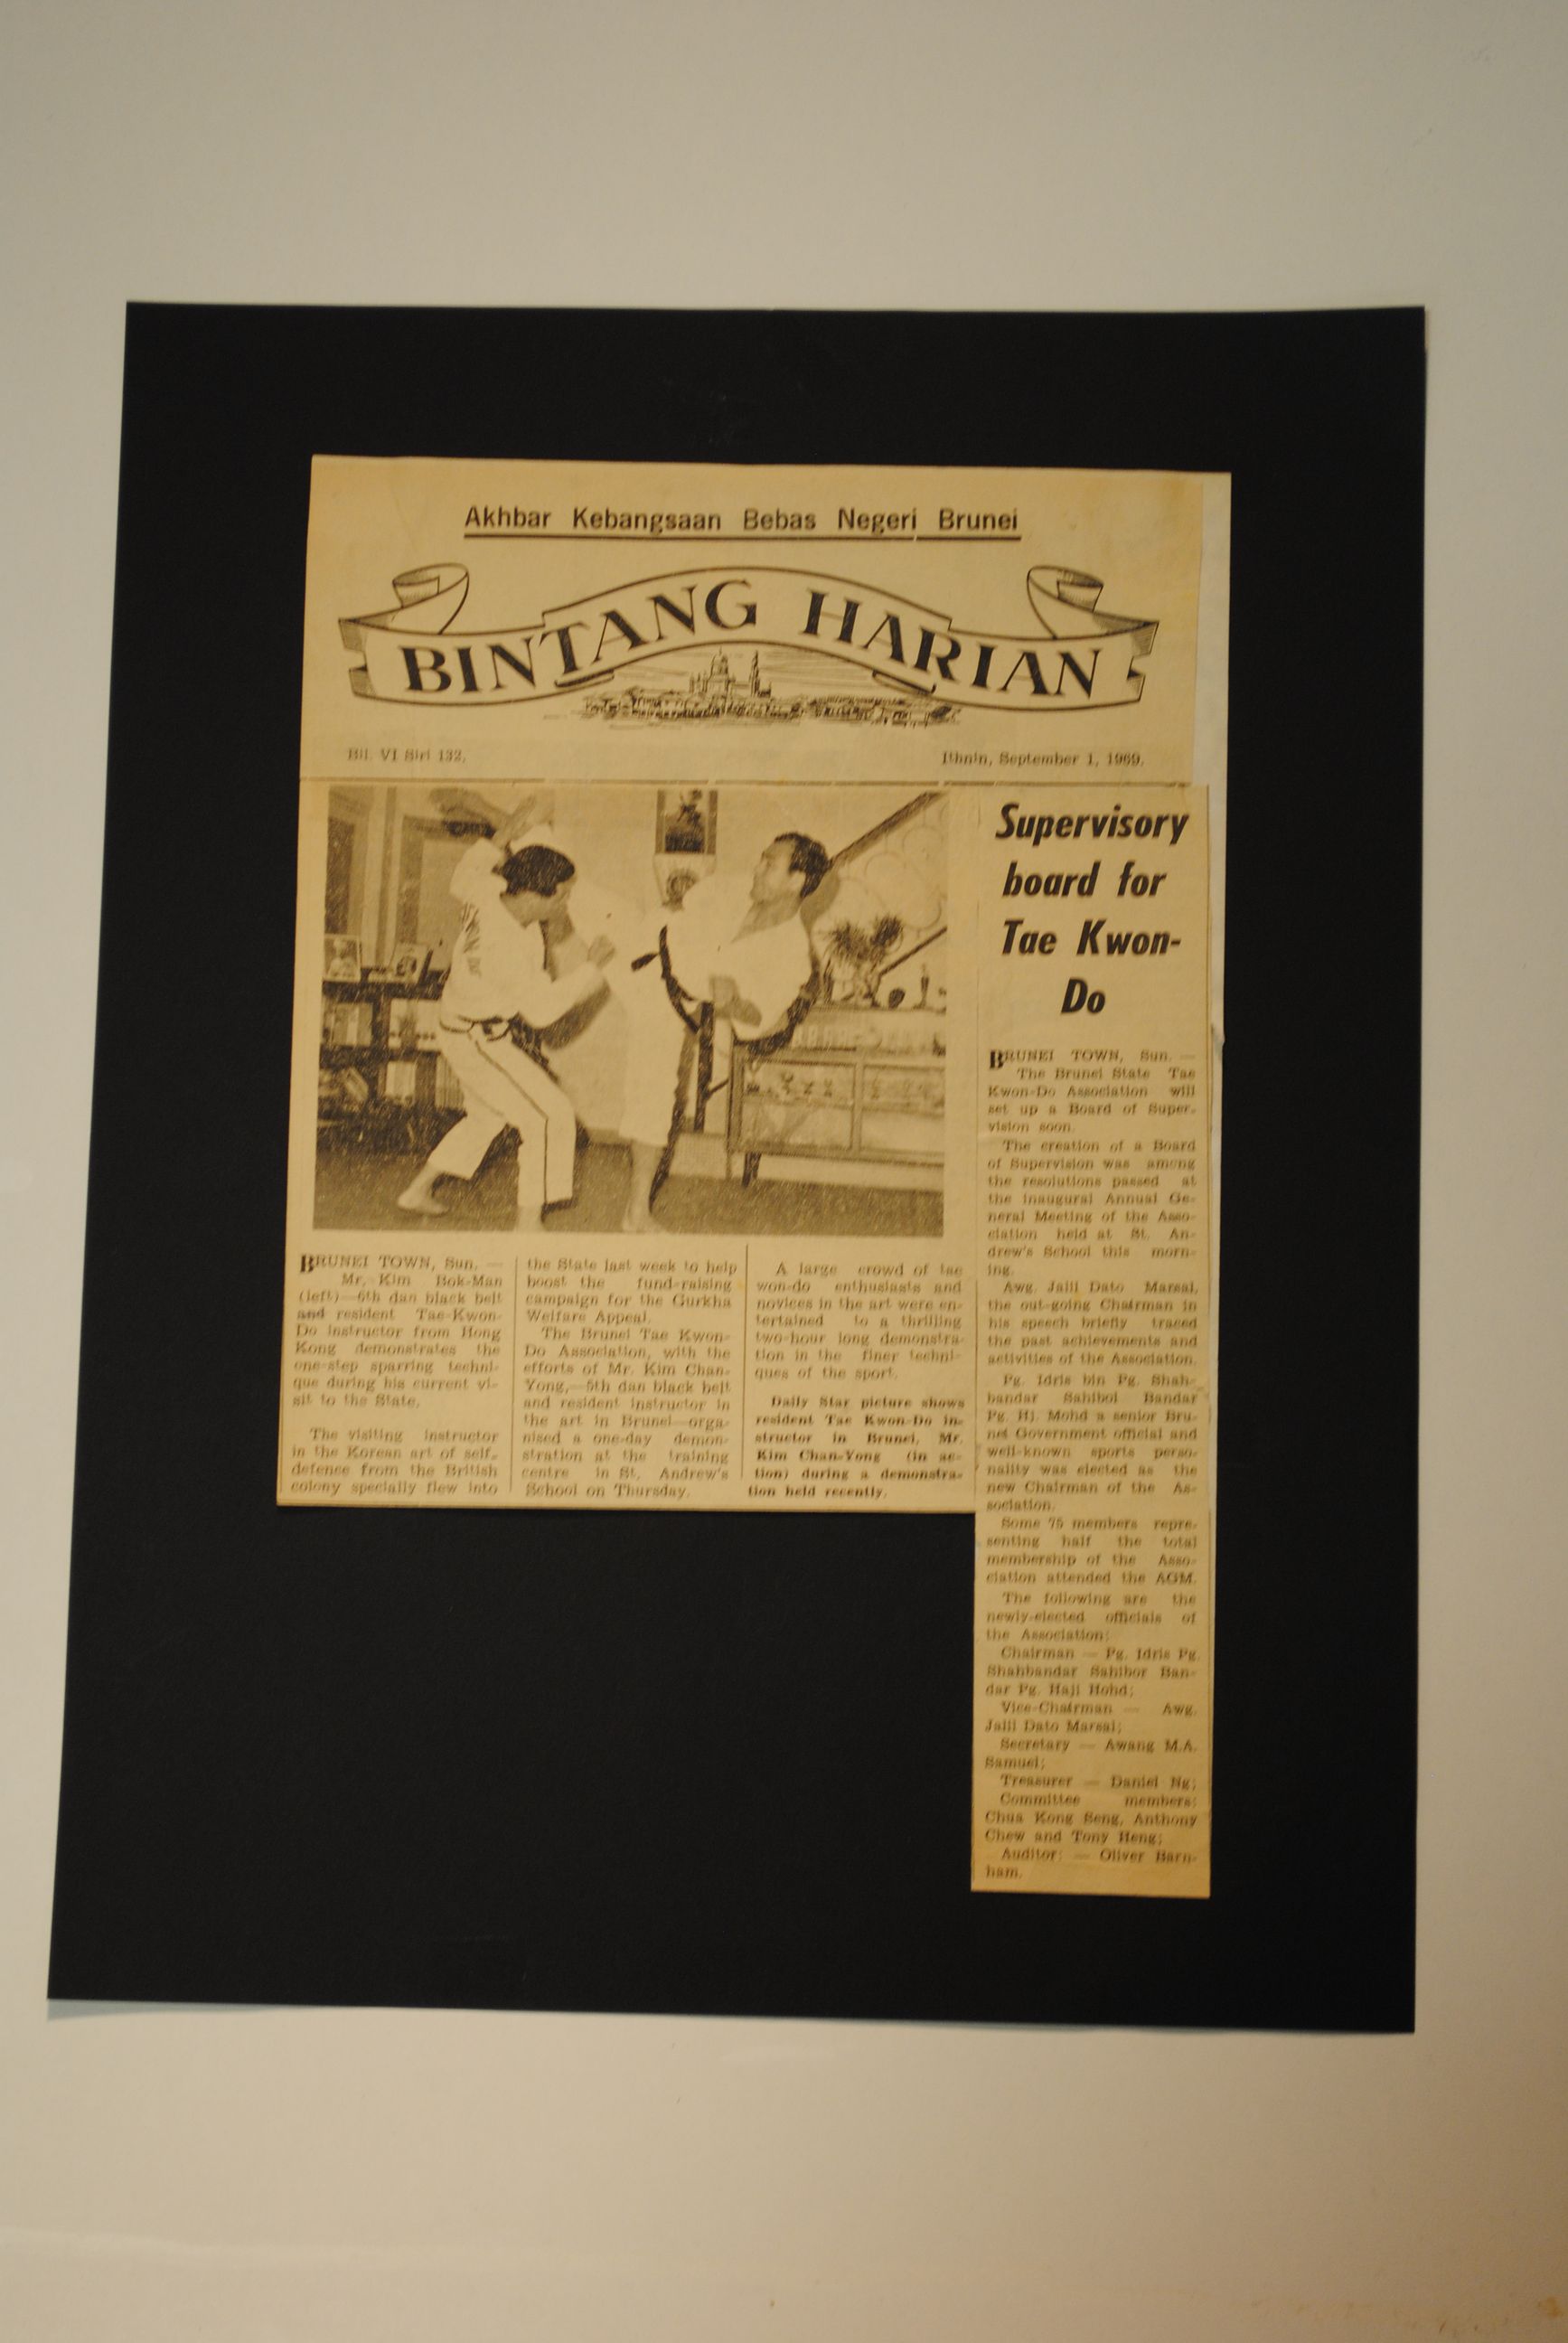 Akhbar Kebangsaan Bebas Negeri Brunei
BINTANG HARIAN
Bil. VI Siri 132.
Ithnin, September 1, 1969.
BRUNEI TOWN, Sun. —
Mr. Kim Bok-Man
(left)—6th dan black belt
and resident Tae-Kwon-
Do instructor from Hong
Kong demonstrates the
one-step sparring techni-
que during his current vi-
sit to the State.
The visiting instructor
in the Korean art of self-
defence from the British
colony specially flew into
the State last week to help
boost the fund-raising
campaign for the Gurkha
Welfare Appeal.
The Brunei Tae Kwon-
Do Association, with the
efforts of Mr. Kim Chan-
Yong,—5th dan black belt
and resident instructor in
the art in Brunei—orga-
nised a one-day demon-
stration at the training
centre in St. Andrew's
School on Thursday.
A large crowd of tae
won-do enthusiasts and
novices in the art were en-
tertained to a thrilling
two-hour long demonstra-
tion in the finer techni-
ques of the sport.
Daily Star picture shows
resident Tae Kwon-Do in-
structor in Brunei, Mr.
Kim Chan-Yong (in ac-
tion) during a demonstra-
tion held recently.
Supervisory
board for
Tae Kwon-
Do
BRUNEI TOWN, Sun. —
The Brunei State Tae
Kwon-Do Association will
set up a Board of Super-
vision soon.
The creation of a Board
of Supervision was among
the resolutions passed at
the inaugural Annual Ge-
neral Meeting of the Asso-
ciation held at St. An-
drew's School this morn-
ing.
Awg. Jaili Dato Marsal,
the out-going Chairman in
his speech briefly traced
the past achievements and
activities of the Association.
Pg. Idris bin Pg. Shah-
bandar Sahibol Bandar
Pg. Hj. Mohd a senior Bru-
nei Government official and
well-known sports perso-
nality was elected as the
new Chairman of the As-
sociation.
Some 75 members repre-
senting half the total
membership of the Asso-
ciation attended the AGM.
The following are the
newly-elected officials of
the Association;
Chairman — Pg. Idris Pg.
Shahbandar Sahibor Ban-
dar Pg. Haji Hohd;
Vice-Chairman — Awg.
Jaili Dato Marsal;
Secretary — Awang M.A.
Samuel;
Treasurer — Daniel Ng;
Committee members;
Chua Kong Seng, Anthony
Chew and Tony Heng;
Auditor: — Oliver Barn-
ham.